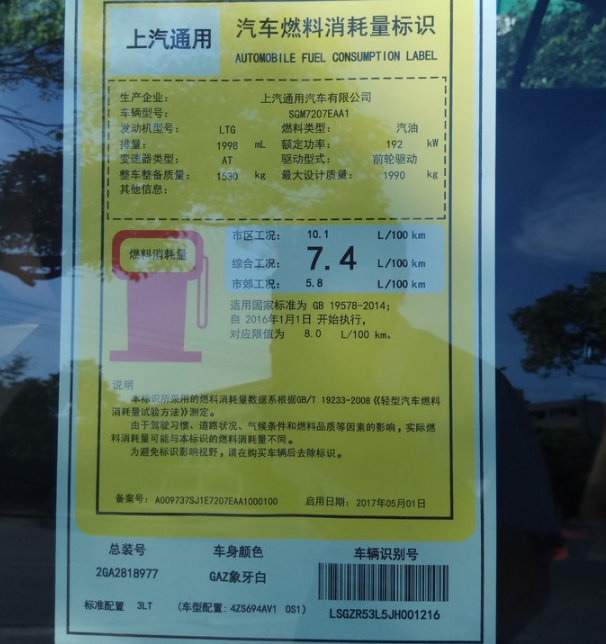 上汽通用
汽车燃料消耗量标识
AUTOMOBILE FUEL CONSUMPTION LABEL
生产企业: 上汽通用汽车有限公司
车辆型号: SGM7207EAA1
发动机型号: LTG 燃料类型: 汽油
排量: 1998 mL 额定功率: 192 kW
变速器类型: AT 驱动型式: 前轮驱动
整车整备质量: 1530 kg 最大设计质量: 1990 kg
其他信息:
燃料消耗量
市区工况: 10.1 L/100 km
综合工况: 7.4 L/100 km
市郊工况: 5.8 L/100 km
适用国家标准为 GB 19578-2014;
自 2016年1月1日 开始执行,
对应限值为 8.0 L/100 km。
说明
本标识所采用的燃料消耗量数据系根据GB/T 19233-2008《轻型汽车燃料
消耗量试验方法》测定。
由于驾驶习惯、道路状况、气候条件和燃料品质等因素的影响,实际燃
料消耗量可能与本标识的燃料消耗量不同。
为避免标识影响视野,请在购买车辆后去除标识。
备案号: A009737SJ1E7207EAA1000100 启用日期: 2017年05月01日
总装号 车身颜色 车辆识别号
2GA2818977 GAZ象牙白
标准配置 3LT (车型配置: 4ZS694AV1 0S1) LSGZR53L5JH001216